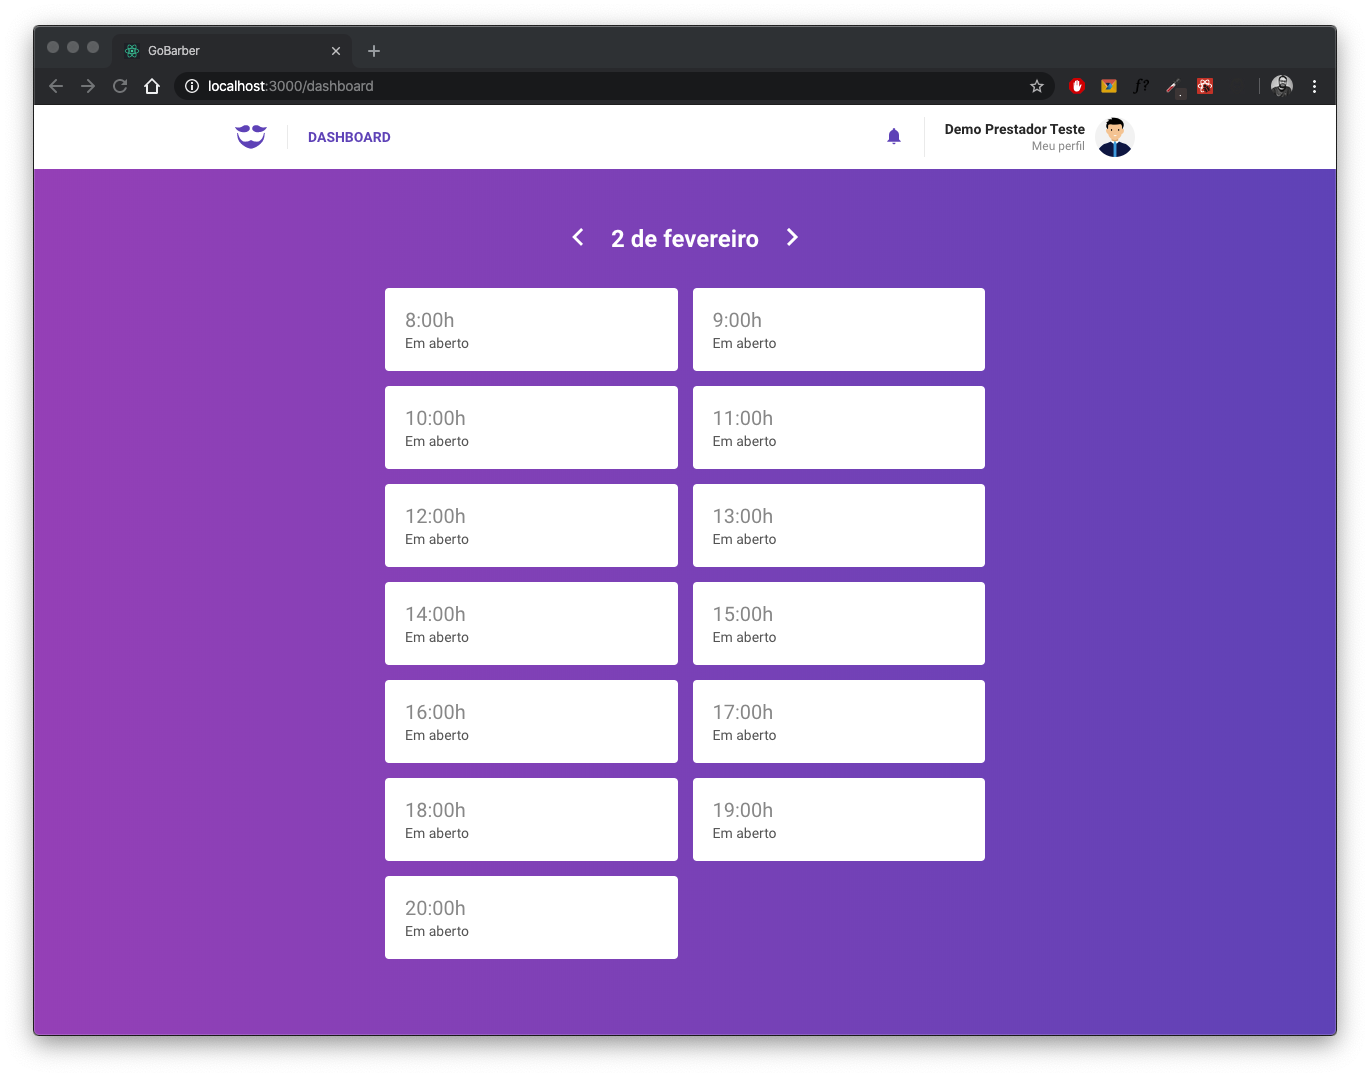 GoBarber
localhost:3000/dashboard
f?
DASHBOARD
Demo Prestador Teste
Meu perfil
2 de fevereiro
8:00h
Em aberto
9:00h
Em aberto
10:00h
Em aberto
11:00h
Em aberto
12:00h
Em aberto
13:00h
Em aberto
14:00h
Em aberto
15:00h
Em aberto
16:00h
Em aberto
17:00h
Em aberto
18:00h
Em aberto
19:00h
Em aberto
20:00h
Em aberto